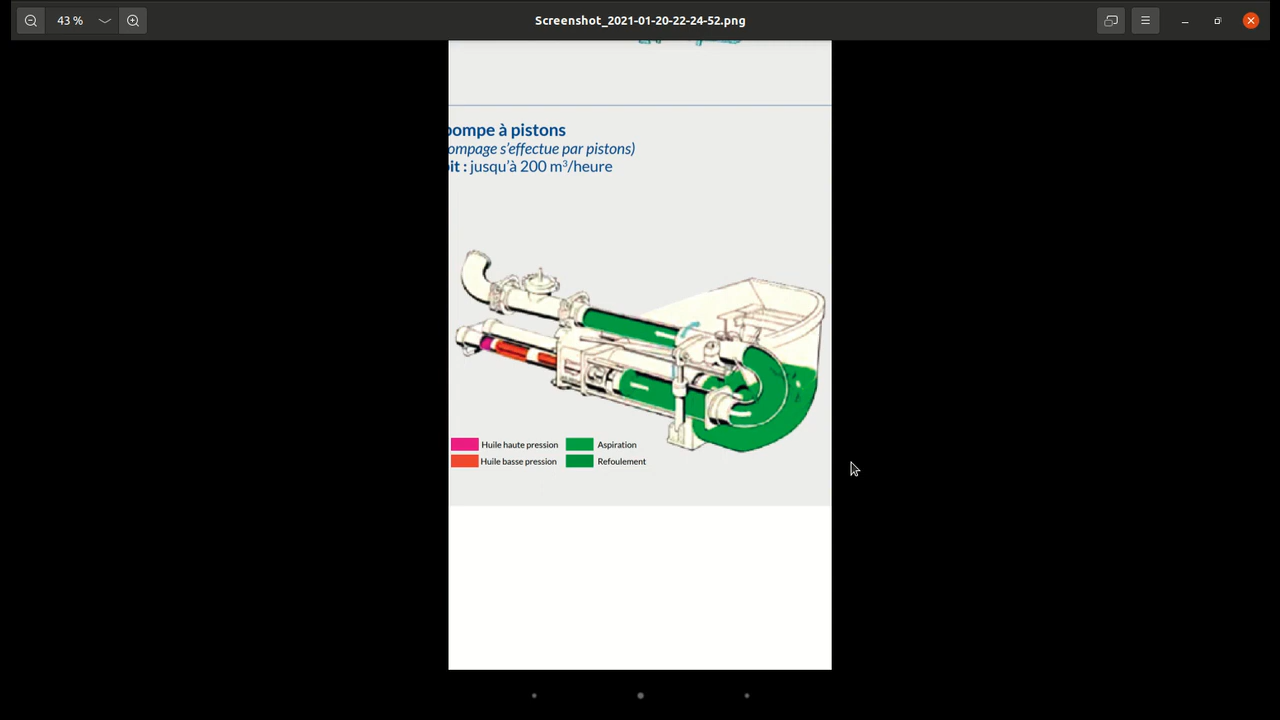 43 %
Screenshot_2021-01-20-22-24-52.png
pompe à pistons
ompage s'effectue par pistons)
it : jusqu'à 200 m³/heure
Huile haute pression
Aspiration
Huile basse pression
Refoulement